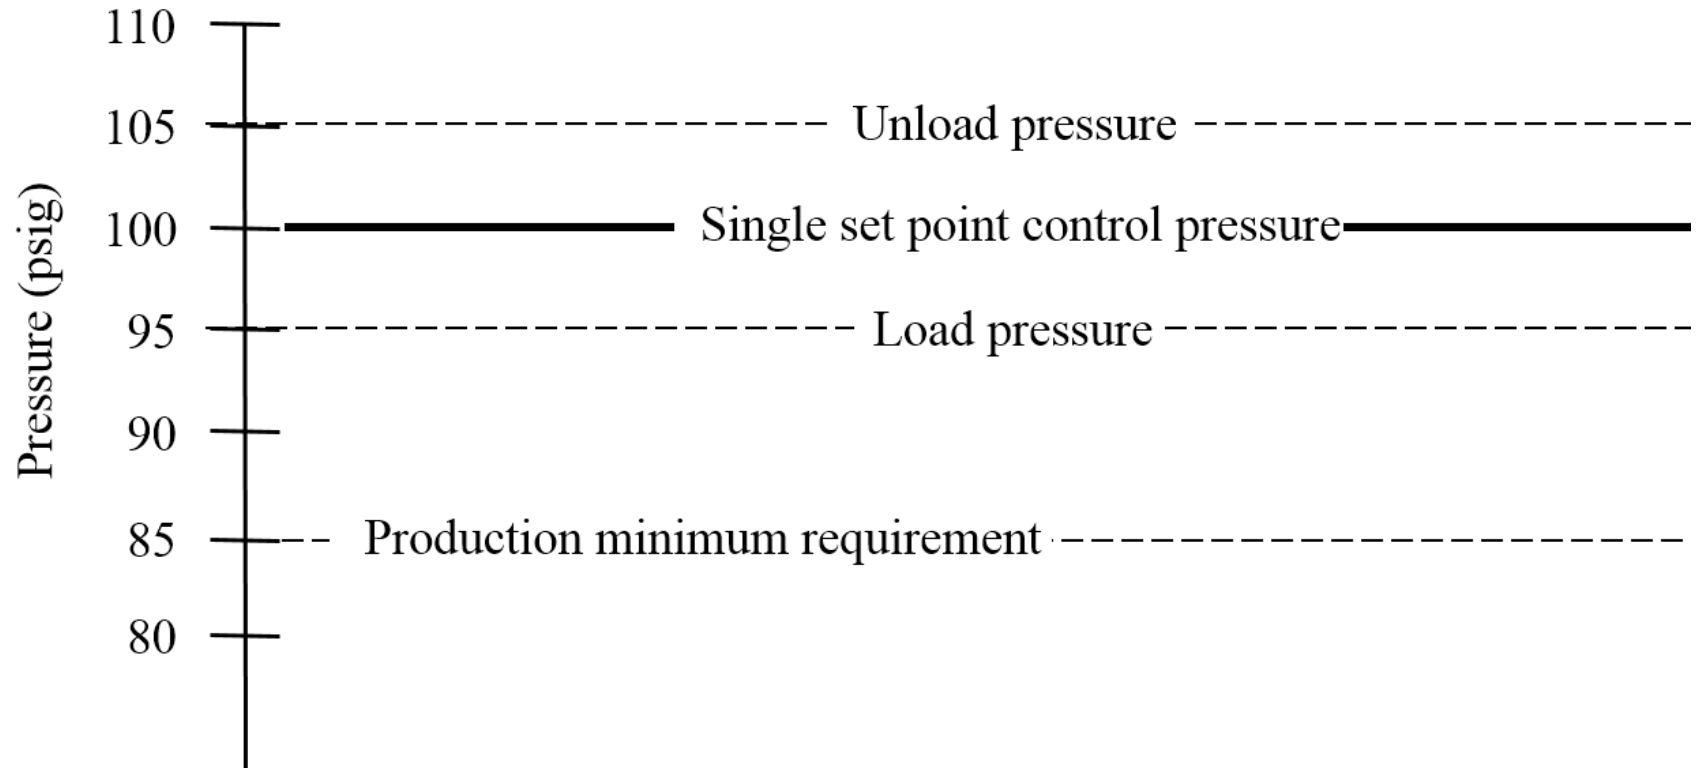 110
105
Unload pressure
100
Single set point control pressure
95
Load pressure
90
85
Production minimum requirement
80
Pressure (psig)